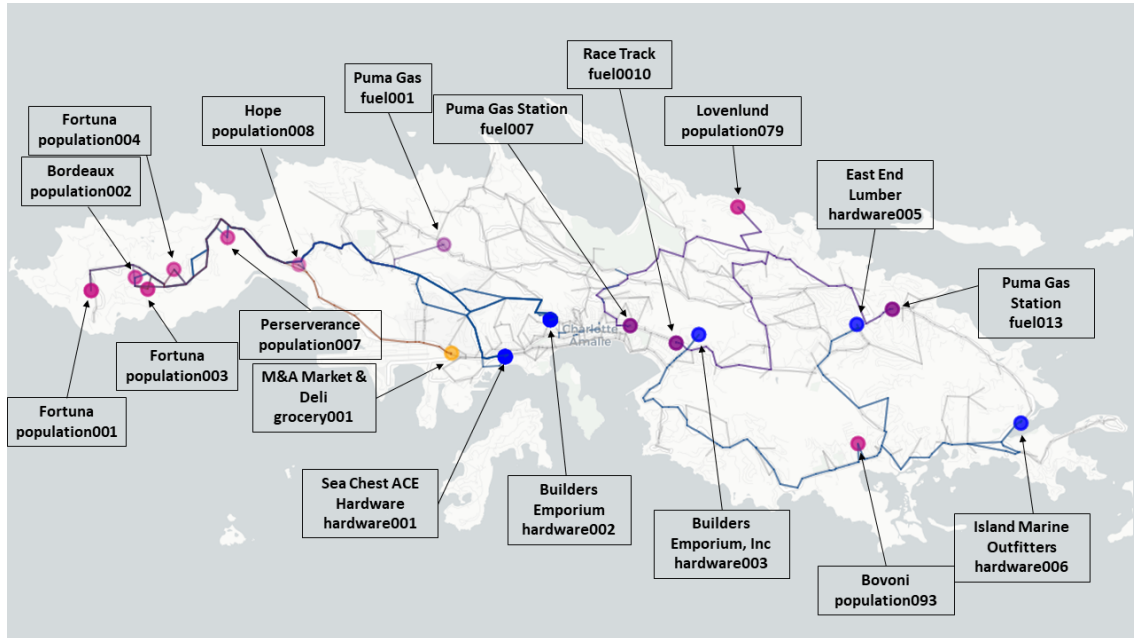 Race Track
fuel0010
Puma Gas
fuel001
Lovenlund
population079
Hope
population008
Puma Gas Station
fuel007
Fortuna
population004
East End
Lumber
hardware005
Bordeaux
population002
Puma Gas
Station
fuel013
Charlotte
Amalie
Perserverance
population007
Fortuna
population003
M&A Market &
Deli
grocery001
Fortuna
population001
Sea Chest ACE
Hardware
hardware001
Builders
Emporium
hardware002
Builders
Emporium, Inc
hardware003
Island Marine
Outfitters
hardware006
Bovoni
population093